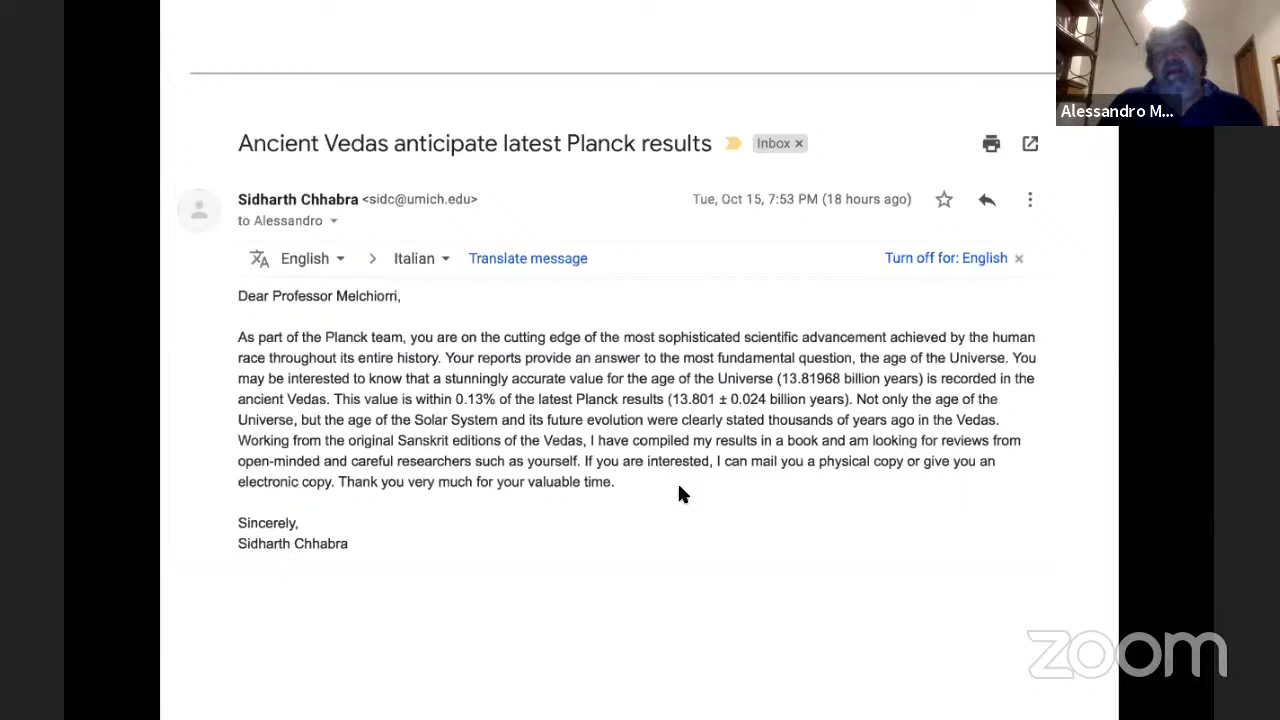 Alessandro M...
Ancient Vedas anticipate latest Planck results Inbox ×
Sidharth Chhabra <sidc@umich.edu> Tue, Oct 15, 7:53 PM (18 hours ago)
to Alessandro
English > Italian Translate message Turn off for: English ×
Dear Professor Melchiorri,
As part of the Planck team, you are on the cutting edge of the most sophisticated scientific advancement achieved by the human
race throughout its entire history. Your reports provide an answer to the most fundamental question, the age of the Universe. You
may be interested to know that a stunningly accurate value for the age of the Universe (13.81968 billion years) is recorded in the
ancient Vedas. This value is within 0.13% of the latest Planck results (13.801 ± 0.024 billion years). Not only the age of the
Universe, but the age of the Solar System and its future evolution were clearly stated thousands of years ago in the Vedas.
Working from the original Sanskrit editions of the Vedas, I have compiled my results in a book and am looking for reviews from
open-minded and careful researchers such as yourself. If you are interested, I can mail you a physical copy or give you an
electronic copy. Thank you very much for your valuable time.
Sincerely,
Sidharth Chhabra
zoom